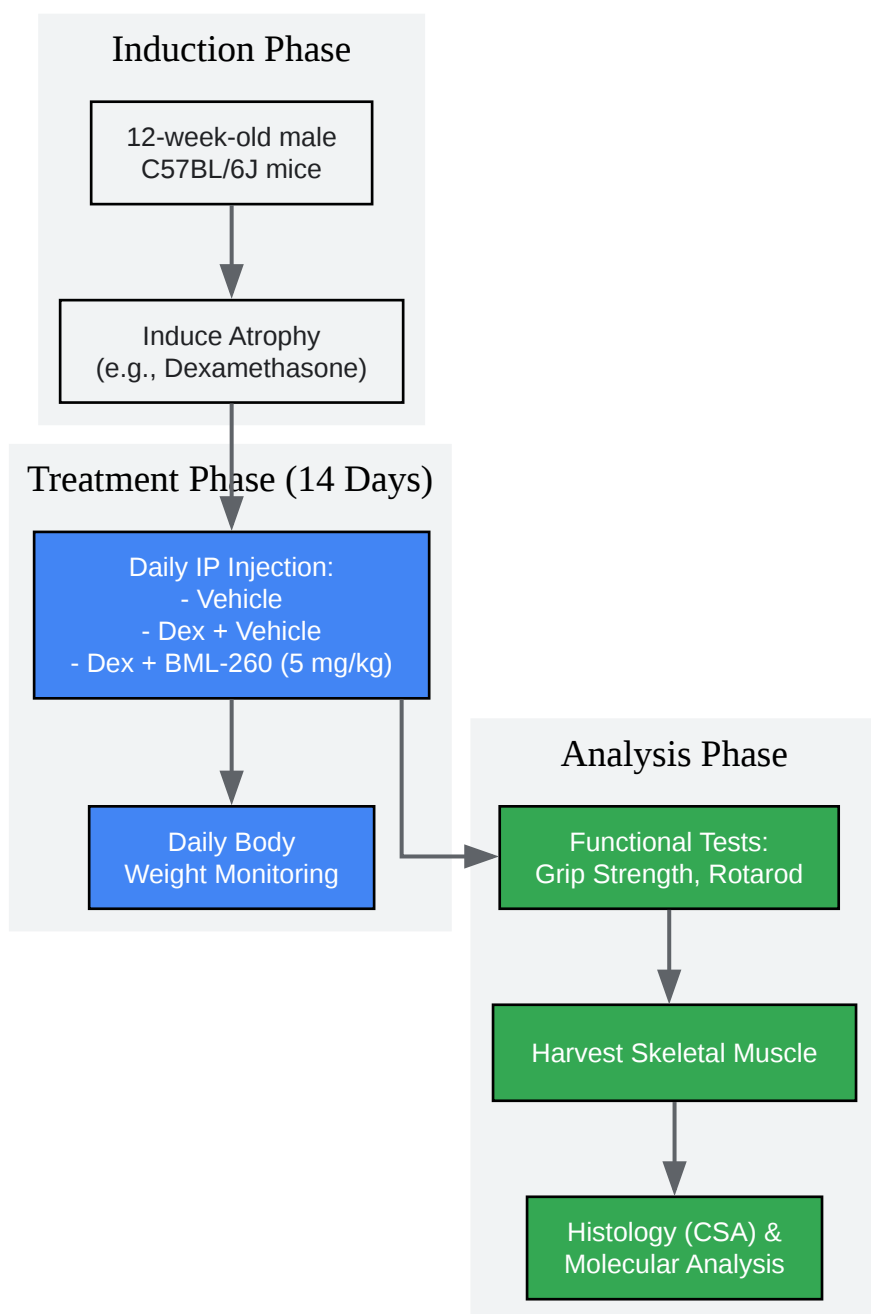 Induction Phase
12-week-old male
C57BL/6J mice
Induce Atrophy
(e.g., Dexamethasone)
Treatment Phase (14 Days)
Daily IP Injection:
- Vehicle
- Dex + Vehicle
- Dex + BML-260 (5 mg/kg)
Daily Body
Weight Monitoring
Analysis Phase
Functional Tests:
Grip Strength, Rotarod
Harvest Skeletal Muscle
Histology (CSA) &
Molecular Analysis